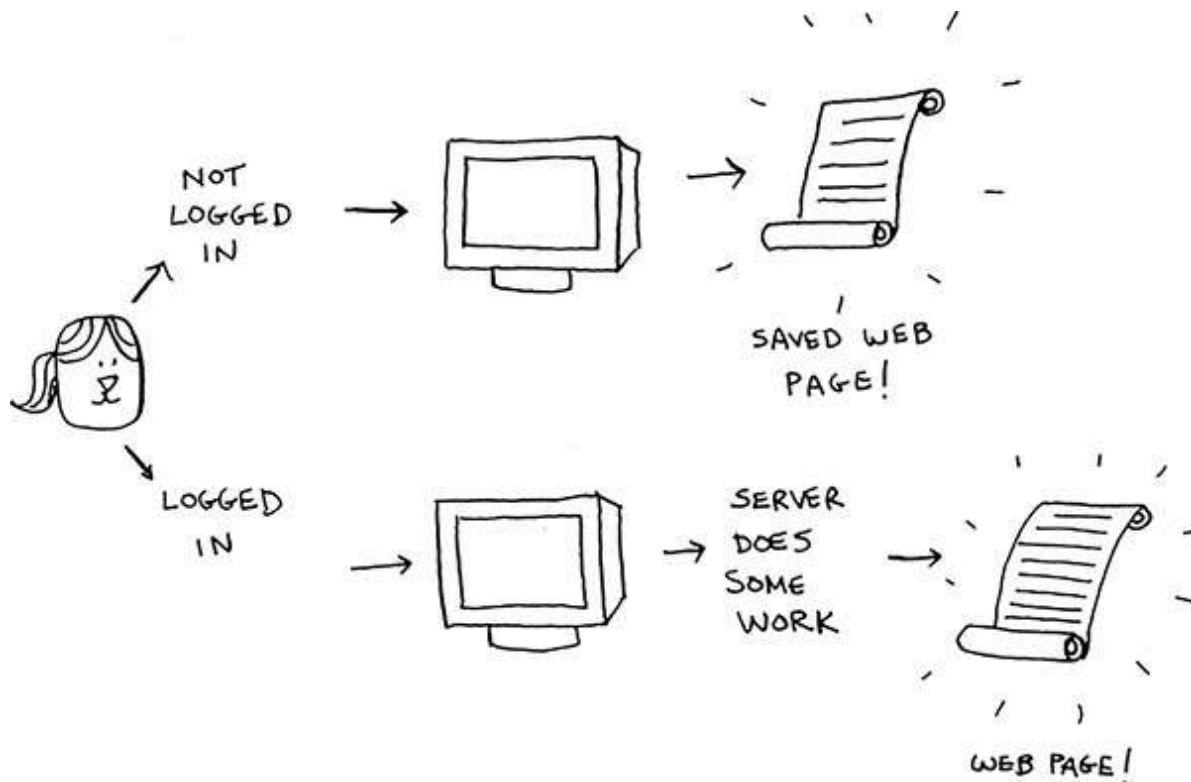 NOT
LOGGED
IN
SAVED WEB
PAGE!
LOGGED
IN
SERVER
DOES
SOME
WORK
WEB PAGE!